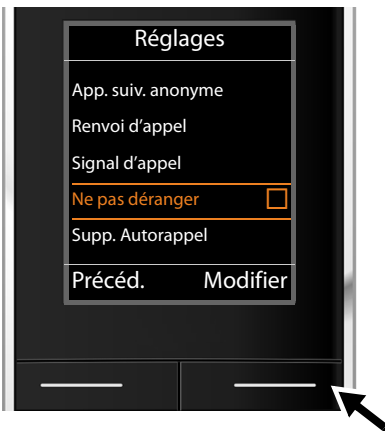 Réglages
App. suiv. anonyme
Renvoi d’appel
Signal d’appel
Ne pas déranger
Supp. Autorappel
Précéd. Modifier